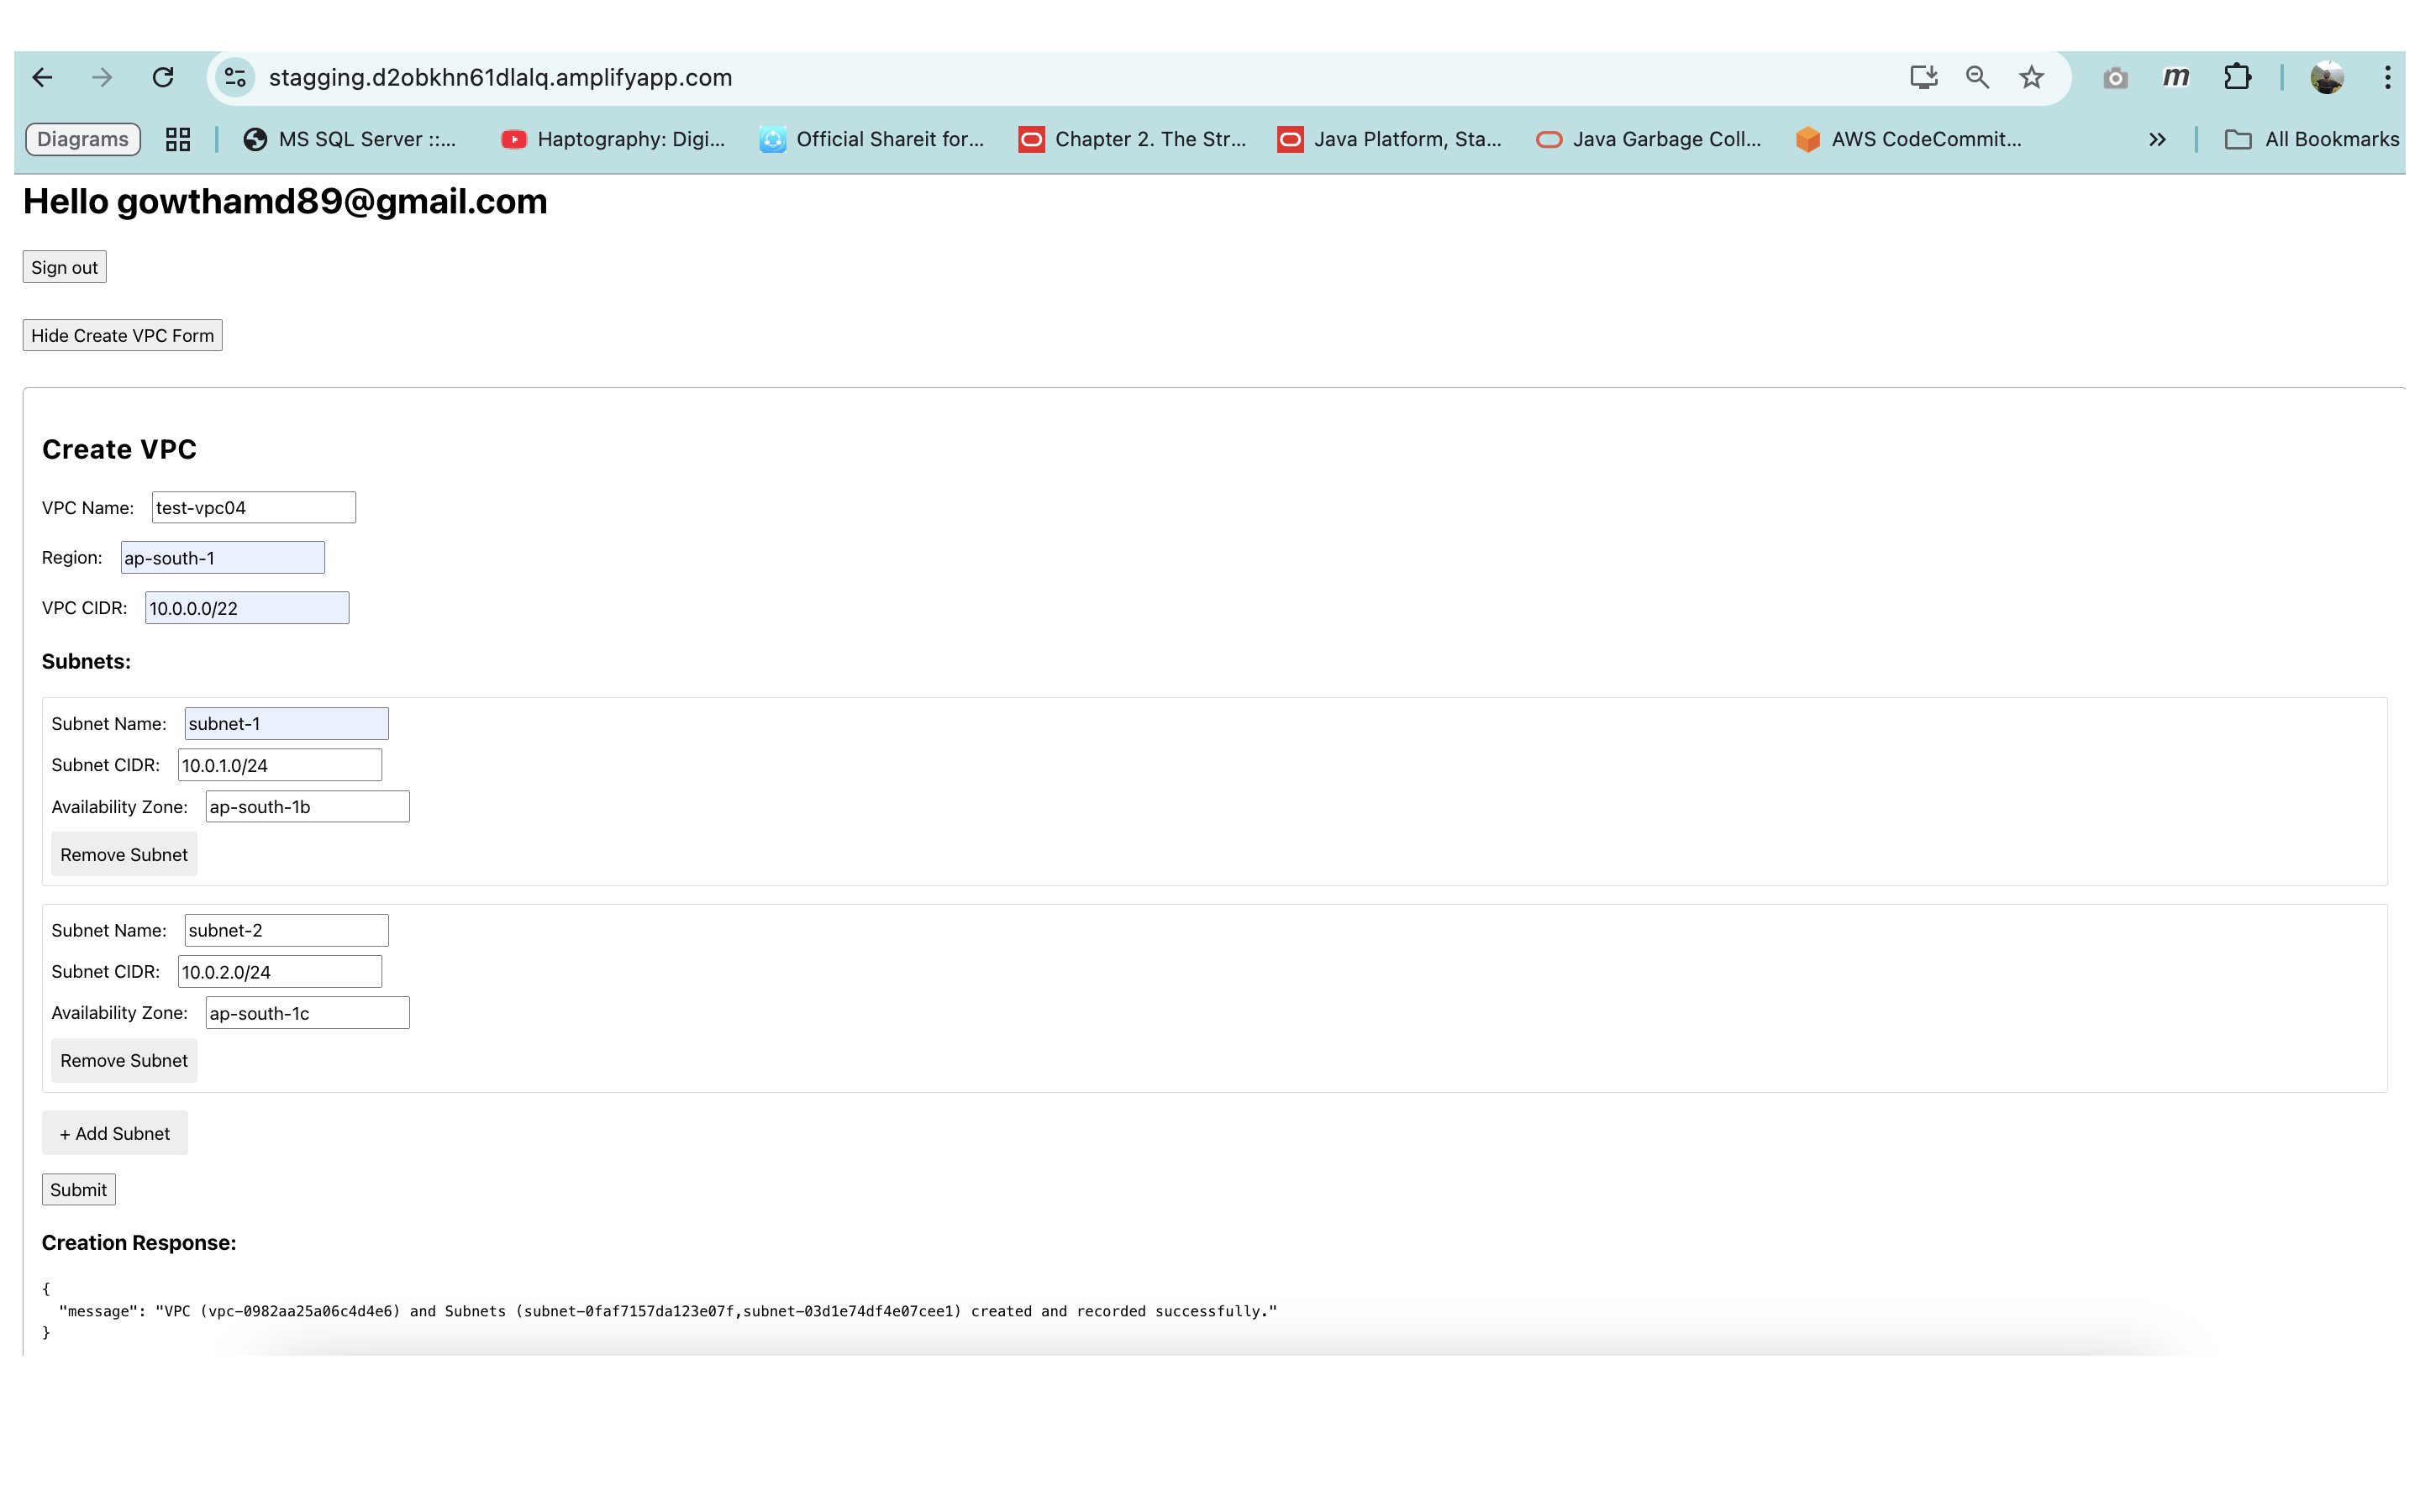 stagging.d2obkhn61dlalq.amplifyapp.com m
Diagrams MS SQL Server ::... Haptography: Digi... Official Shareit for... Chapter 2. The Str... Java Platform, Sta... Java Garbage Coll... AWS CodeCommit... » All Bookmarks
Hello gowthamd89@gmail.com
Sign out
Hide Create VPC Form
Create VPC
VPC Name: test-vpc04
Region: ap-south-1
VPC CIDR: 10.0.0.0/22
Subnets:
Subnet Name: subnet-1
Subnet CIDR: 10.0.1.0/24
Availability Zone: ap-south-1b
Remove Subnet
Subnet Name: subnet-2
Subnet CIDR: 10.0.2.0/24
Availability Zone: ap-south-1c
Remove Subnet
+ Add Subnet
Submit
Creation Response:
{
"message": "VPC (vpc-0982aa25a06c4d4e6) and Subnets (subnet-0faf7157da123e07f,subnet-03d1e74df4e07cee1) created and recorded successfully."
}